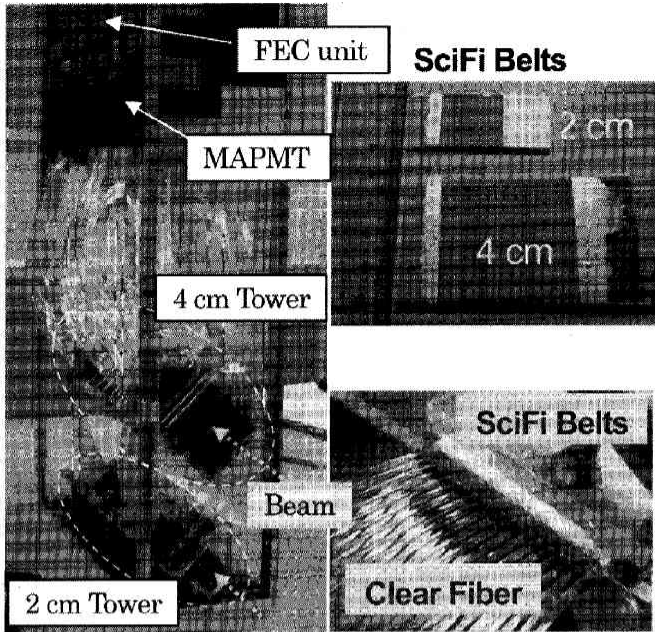 FEC unit
MAPMT
4 cm Tower
Beam
2 cm Tower
SciFi Belts
2 cm
4 cm
SciFi Belts
Clear Fiber